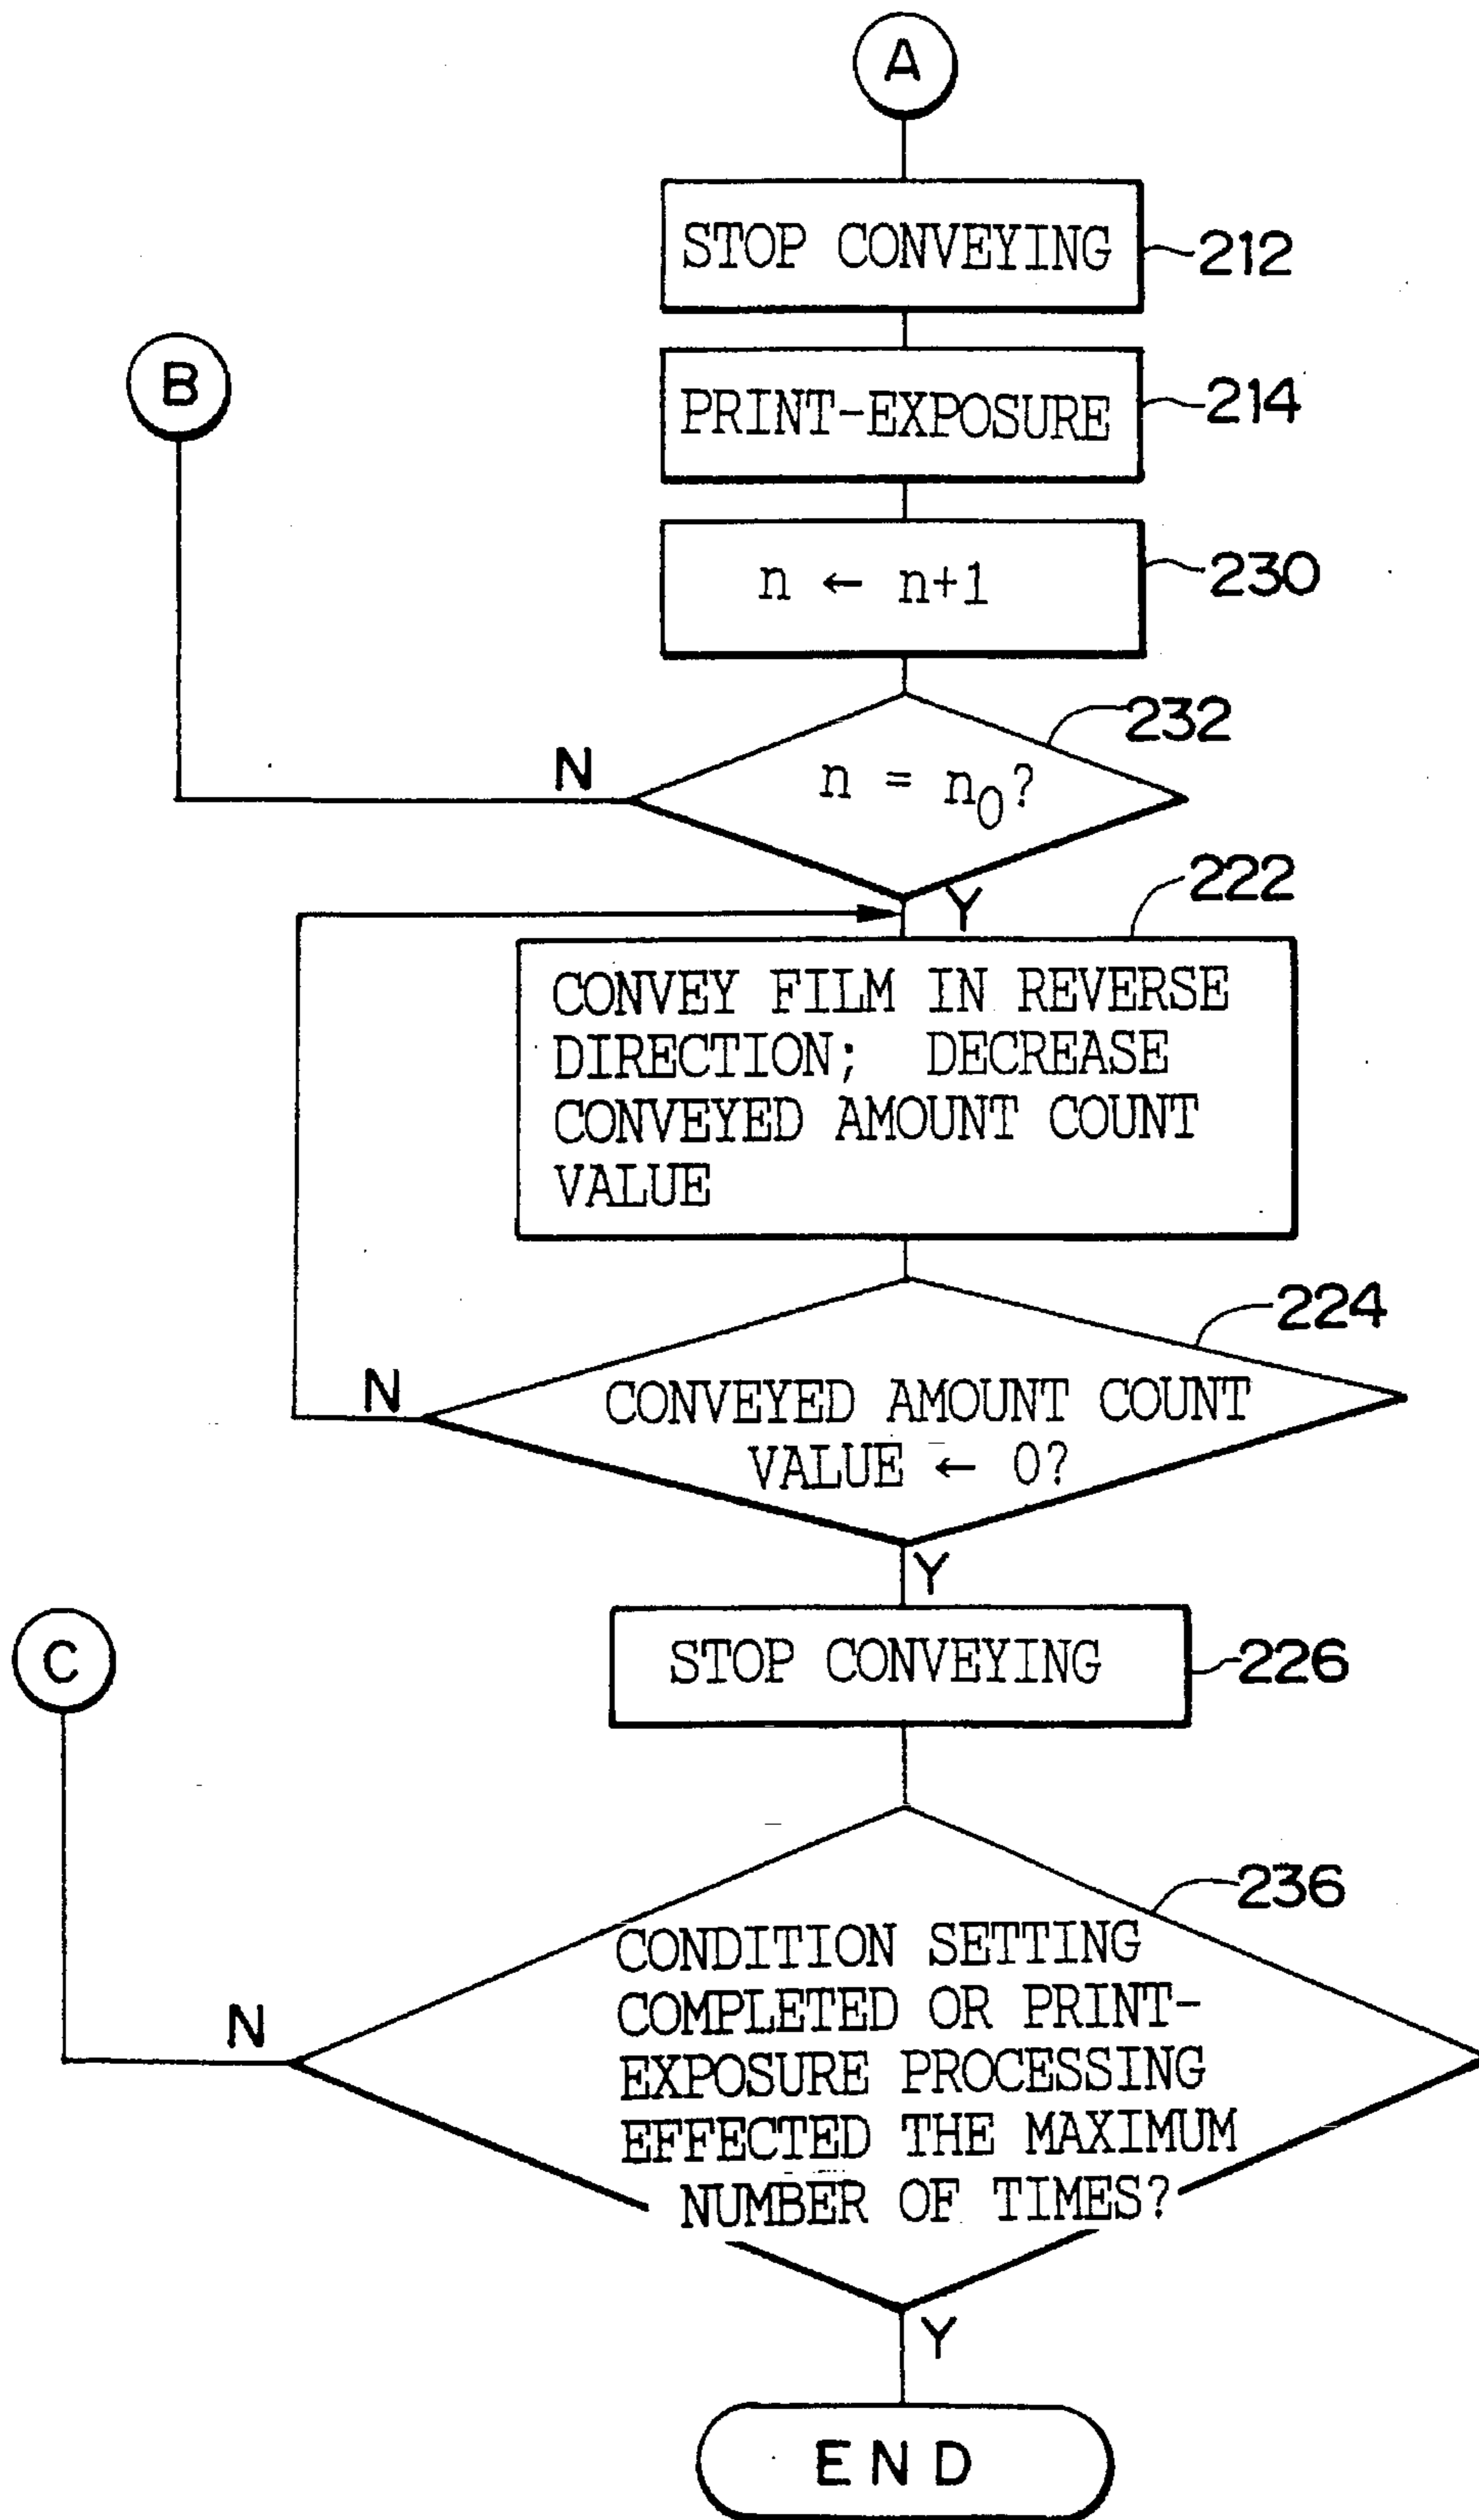 A
STOP CONVEYING
212
B
PRINT-EXPOSURE
214
n ← n+1
230
232
N
n = n0?
Y
222
CONVEY FILM IN REVERSE
DIRECTION; DECREASE
CONVEYED AMOUNT COUNT
VALUE
224
N
CONVEYED AMOUNT COUNT
VALUE ← 0?
Y
C
STOP CONVEYING
226
236
N
CONDITION SETTING
COMPLETED OR PRINT-
EXPOSURE PROCESSING
EFFECTED THE MAXIMUM
NUMBER OF TIMES?
Y
END